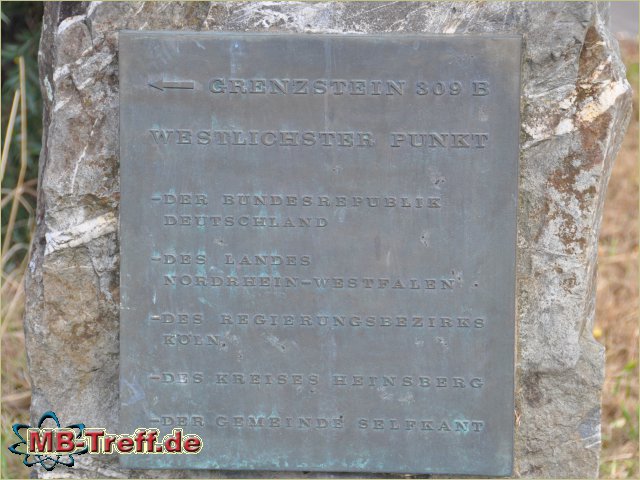 ← GRENZSTEIN 309 B
WESTLICHSTER PUNKT
-DER BUNDESREPUBLIK
DEUTSCHLAND
-DES LANDES
NORDRHEIN-WESTFALEN
-DES REGIERUNGSBEZIRKS
KÖLN
-DES KREISES HEINSBERG
-DER GEMEINDE SELFKANT
MB-Treff.de